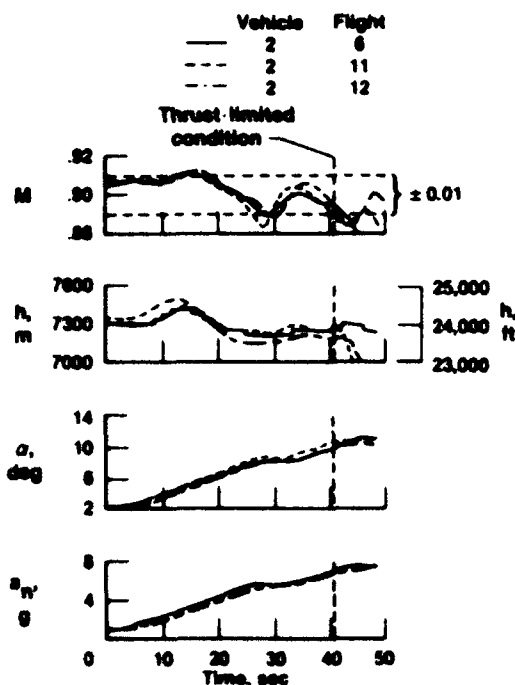 Vehicle Flight
2 6
2 11
2 12
Thrust-limited
condition
M
.92
.90
.88
± 0.01
h,
m
7600
7300
7000
25,000
24,000
23,000
h,
ft
α,
deg
14
10
6
2
aₙ,
g
8
4
0 10 20 30 40 50
Time, sec